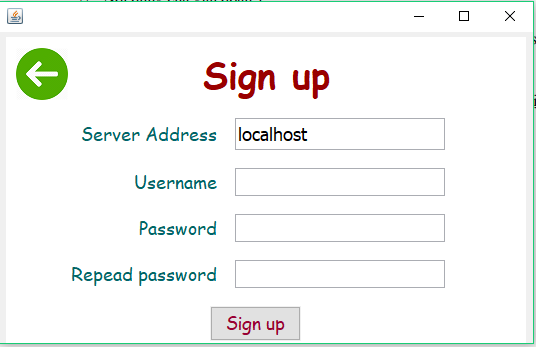 Sign up
Server Address localhost
Username
Password
Repead password
Sign up